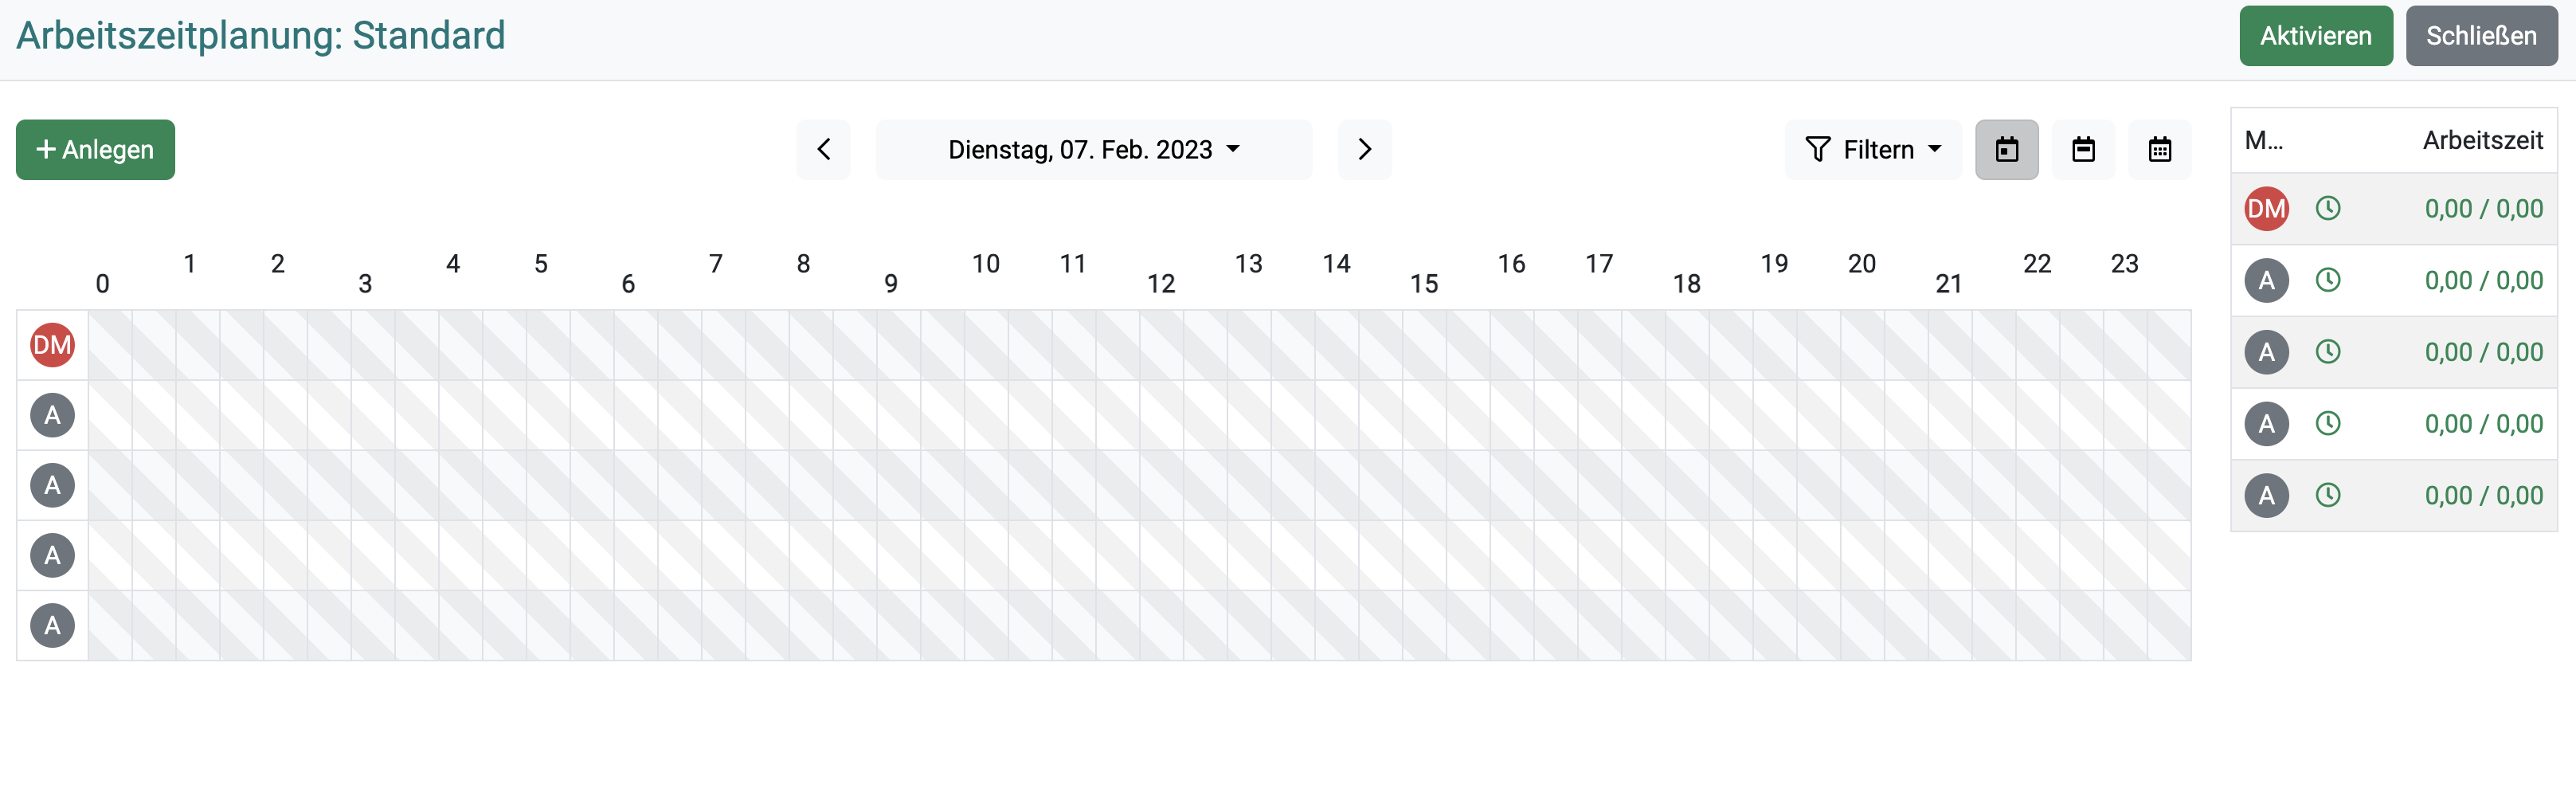 Arbeitszeitplanung: Standard
Aktivieren
Schließen
+ Anlegen
Dienstag, 07. Feb. 2023
Filtern
0 1 2 3 4 5 6 7 8 9 10 11 12 13 14 15 16 17 18 19 20 21 22 23
DM
A
A
A
A
M... Arbeitszeit
DM 0,00 / 0,00
A 0,00 / 0,00
A 0,00 / 0,00
A 0,00 / 0,00
A 0,00 / 0,00